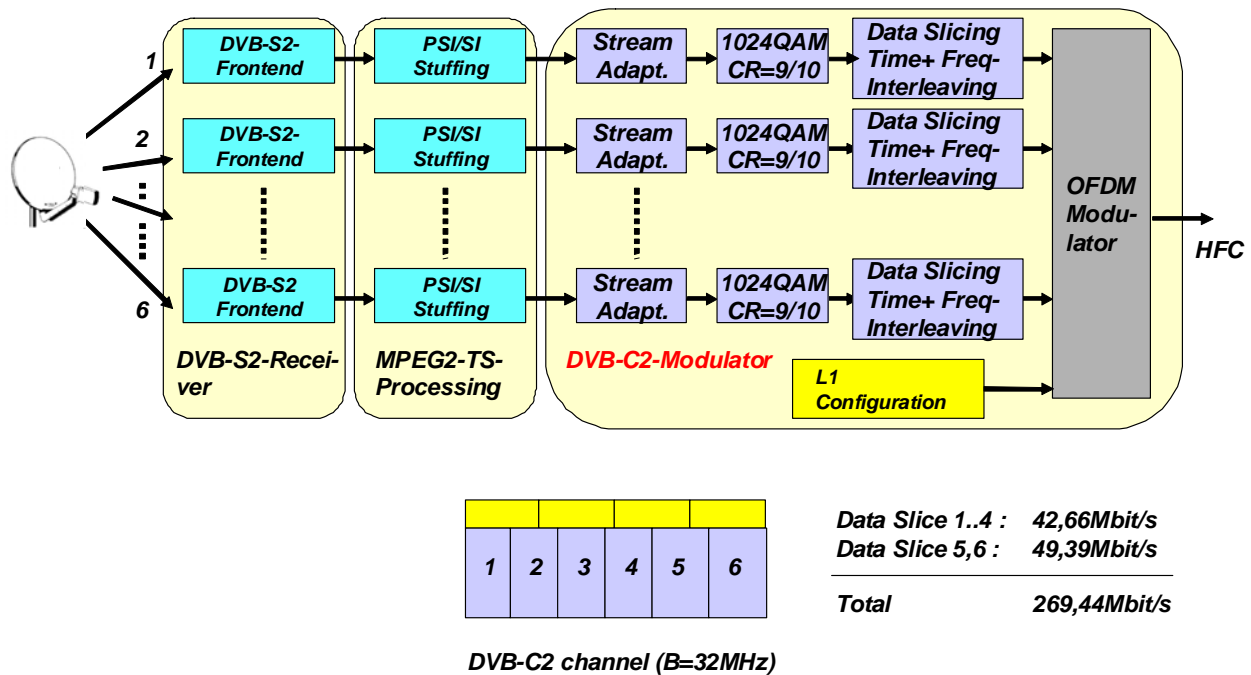 1
DVB-S2-
Frontend
PSI/SI
Stuffing
Stream
Adapt.
1024QAM
CR=9/10
Data Slicing
Time+ Freq-
Interleaving
2
DVB-S2-
Frontend
PSI/SI
Stuffing
Stream
Adapt.
1024QAM
CR=9/10
Data Slicing
Time+ Freq-
Interleaving
OFDM
Modu-
lator
HFC
6
DVB-S2
Frontend
PSI/SI
Stuffing
Stream
Adapt.
1024QAM
CR=9/10
Data Slicing
Time+ Freq-
Interleaving
DVB-S2-Recei-
ver
MPEG2-TS-
Processing
DVB-C2-Modulator
L1
Configuration
1 2 3 4 5 6
DVB-C2 channel (B=32MHz)
Data Slice 1..4 : 42,66Mbit/s
Data Slice 5,6 : 49,39Mbit/s
Total 269,44Mbit/s